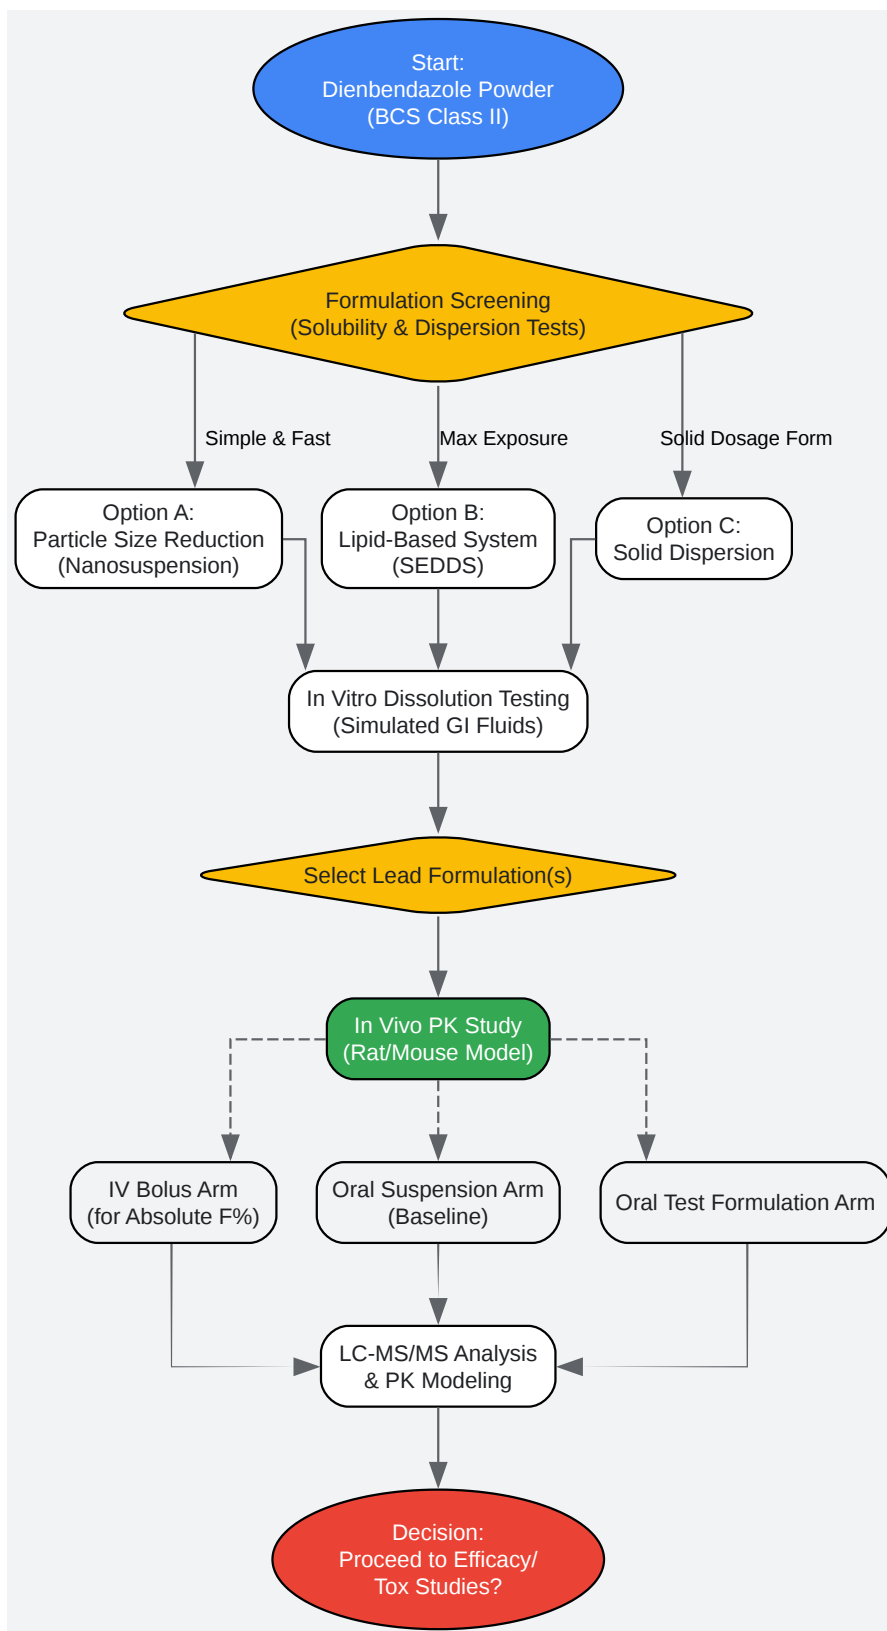 Start:
Dienbendazole Powder
(BCS Class II)
Formulation Screening
(Solubility & Dispersion Tests)
Simple & Fast
Max Exposure
Solid Dosage Form
Option A:
Particle Size Reduction
(Nanosuspension)
Option B:
Lipid-Based System
(SEDDS)
Option C:
Solid Dispersion
In Vitro Dissolution Testing
(Simulated GI Fluids)
Select Lead Formulation(s)
In Vivo PK Study
(Rat/Mouse Model)
IV Bolus Arm
(for Absolute F%)
Oral Suspension Arm
(Baseline)
Oral Test Formulation Arm
LC-MS/MS Analysis
& PK Modeling
Decision:
Proceed to Efficacy/
Tox Studies?